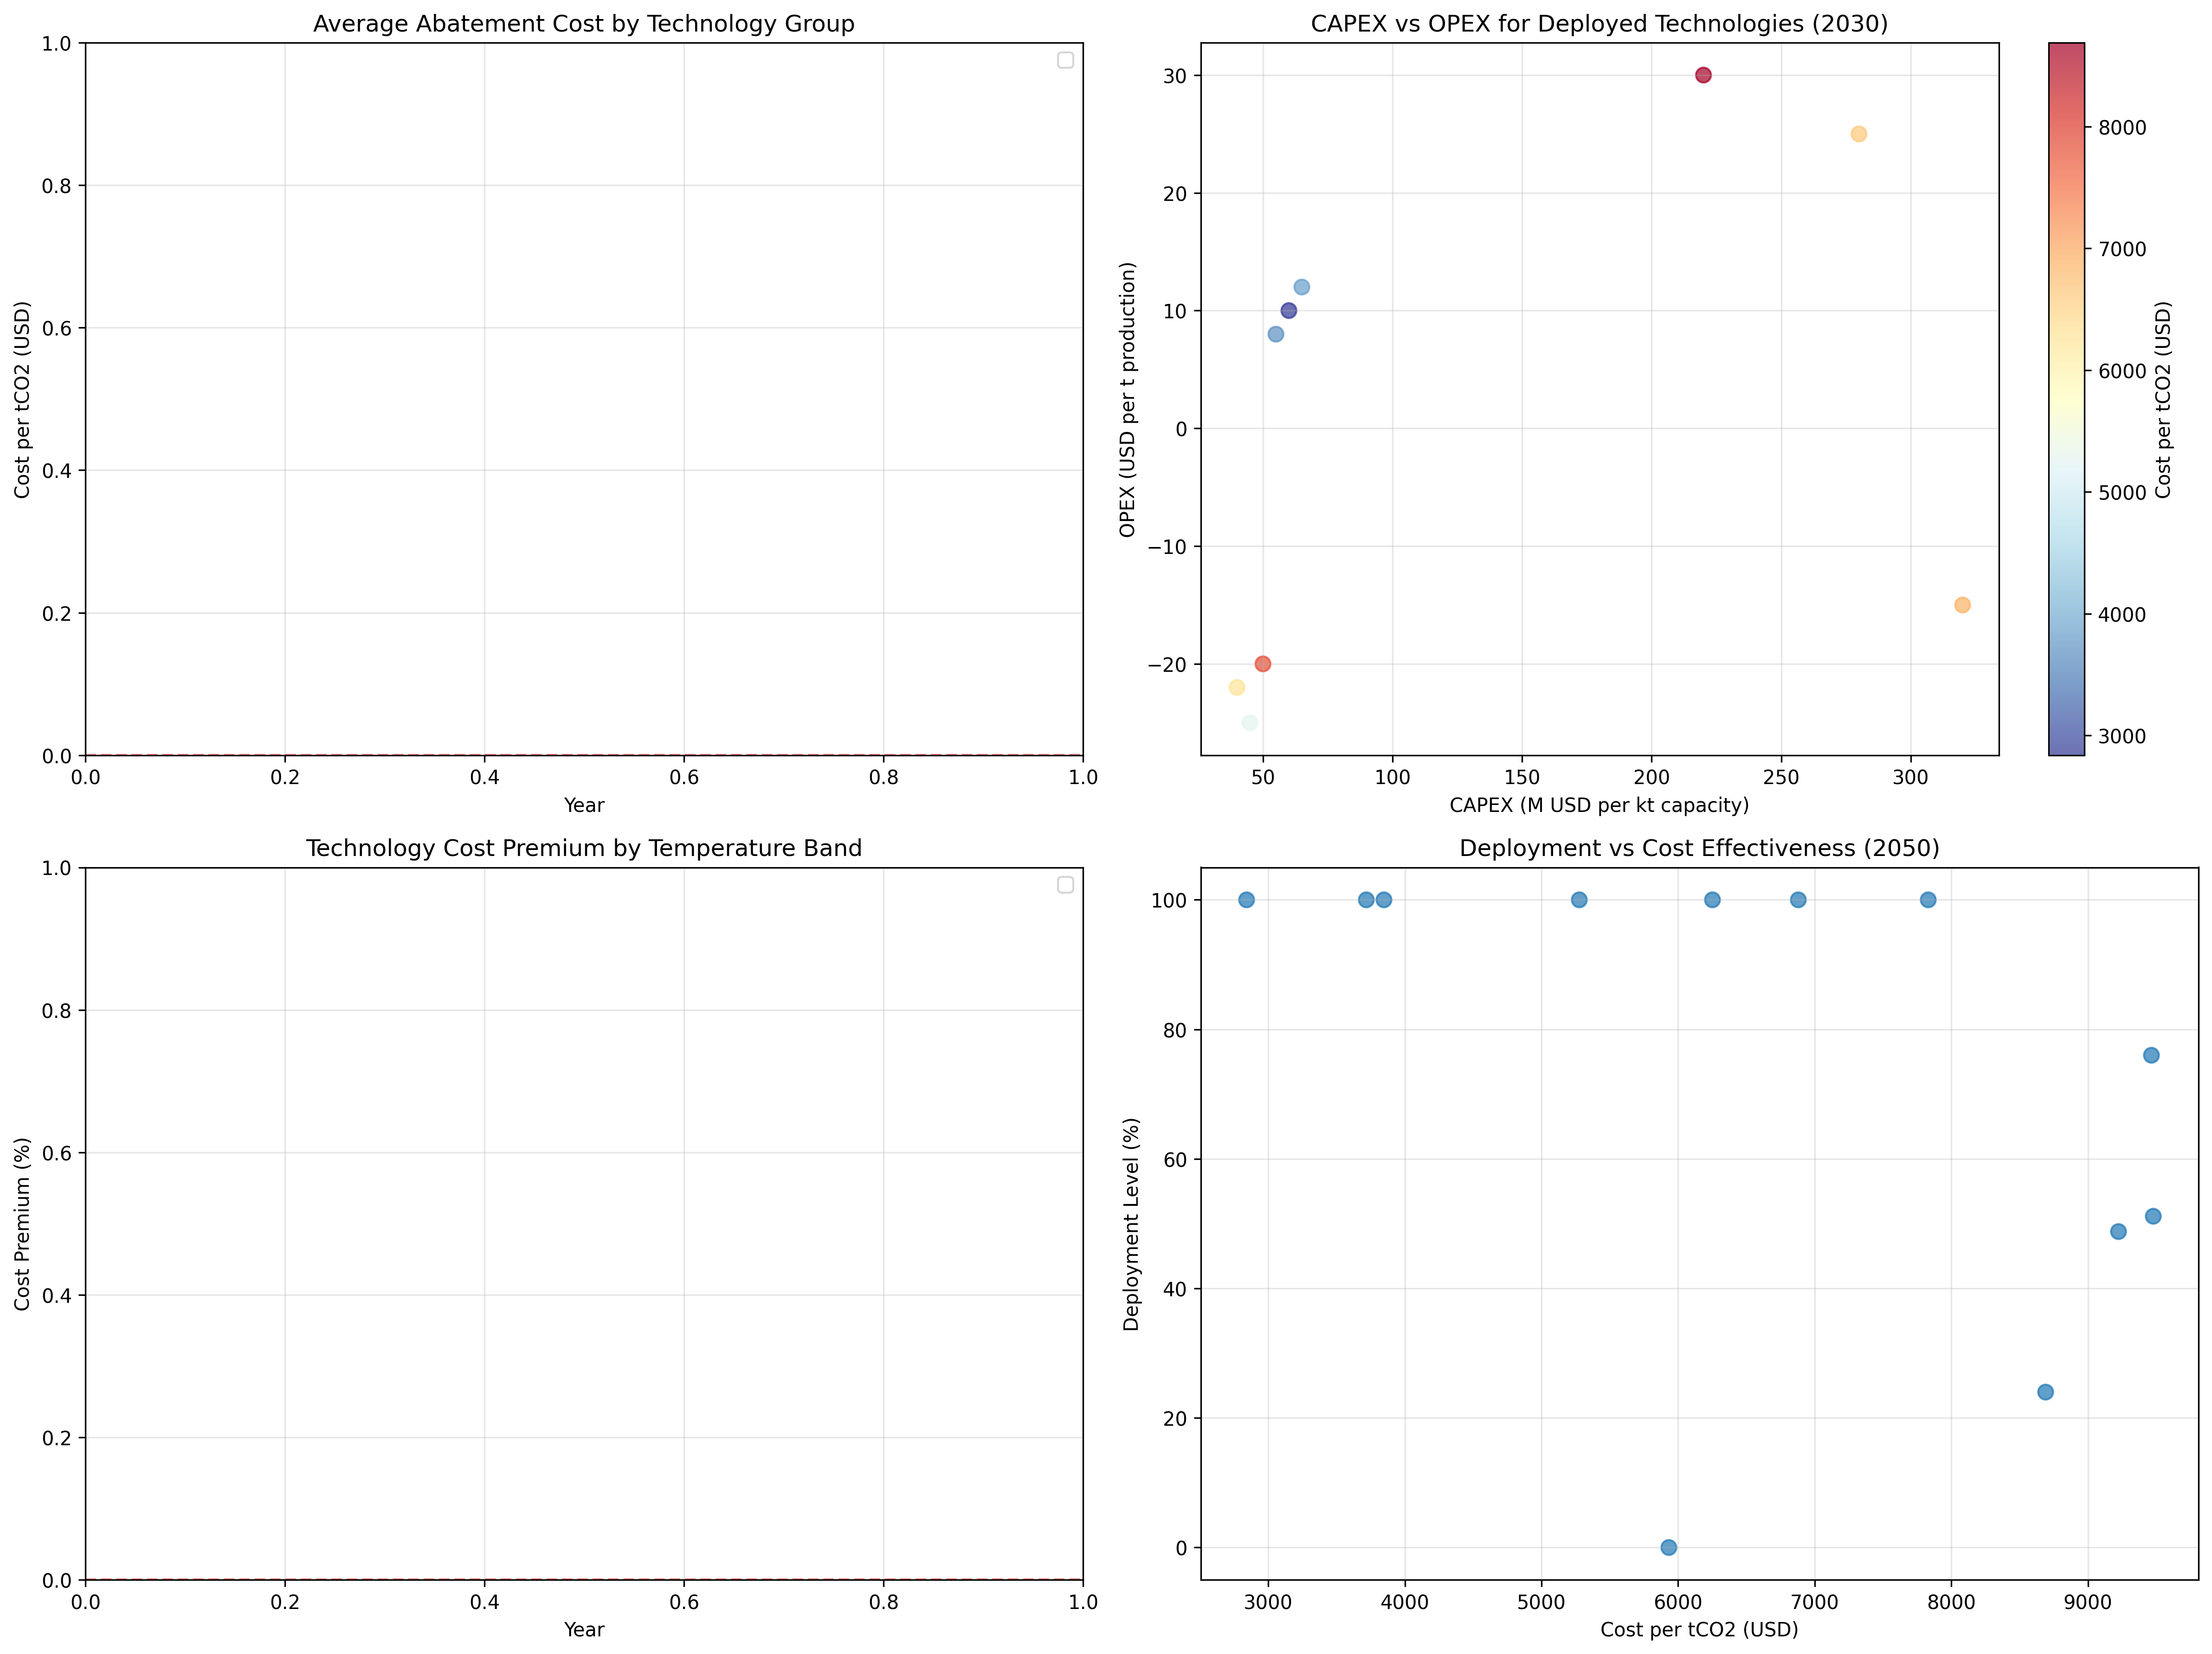 Average Abatement Cost by Technology Group
1.0
0.8
0.6
0.4
0.2
0.0
Cost per tCO2 (USD)
0.0 0.2 0.4 0.6 0.8 1.0
Year
CAPEX vs OPEX for Deployed Technologies (2030)
30
20
10
0
−10
−20
OPEX (USD per t production)
50 100 150 200 250 300
CAPEX (M USD per kt capacity)
8000
7000
6000
5000
4000
3000
Cost per tCO2 (USD)
Technology Cost Premium by Temperature Band
1.0
0.8
0.6
0.4
0.2
0.0
Cost Premium (%)
0.0 0.2 0.4 0.6 0.8 1.0
Year
Deployment vs Cost Effectiveness (2050)
100
80
60
40
20
0
Deployment Level (%)
3000 4000 5000 6000 7000 8000 9000
Cost per tCO2 (USD)